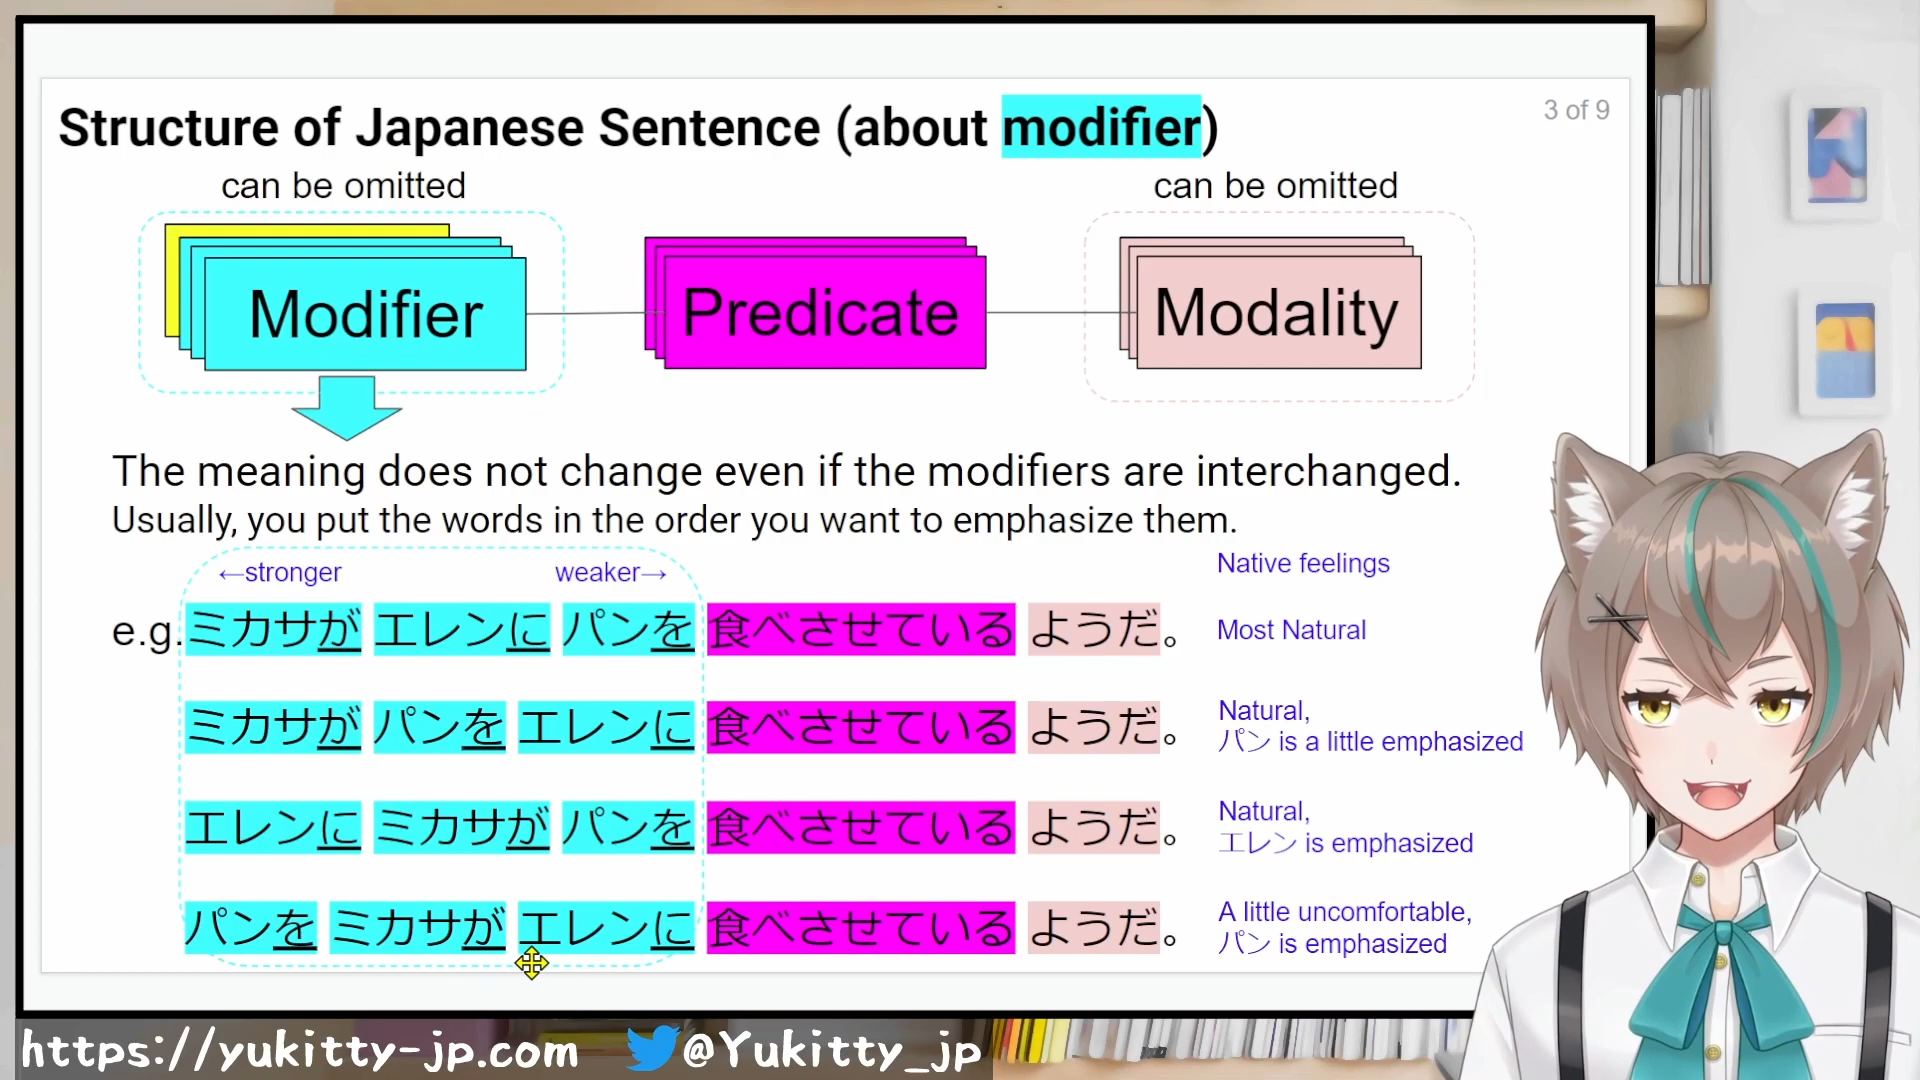 Structure of Japanese Sentence (about modifier)
3 of 9
can be omitted
can be omitted
Modifier
Predicate
Modality
The meaning does not change even if the modifiers are interchanged.
Usually, you put the words in the order you want to emphasize them.
←stronger
weaker→
Native feelings
e.g. ミカサが エレンに パンを 食べさせている ようだ。
Most Natural
ミカサが パンを エレンに 食べさせている ようだ。
Natural,
パン is a little emphasized
エレンに ミカサが パンを 食べさせている ようだ。
Natural,
エレン is emphasized
パンを ミカサが エレンに 食べさせている ようだ。
A little uncomfortable,
パン is emphasized
https://yukitty-jp.com
@Yukitty_jp